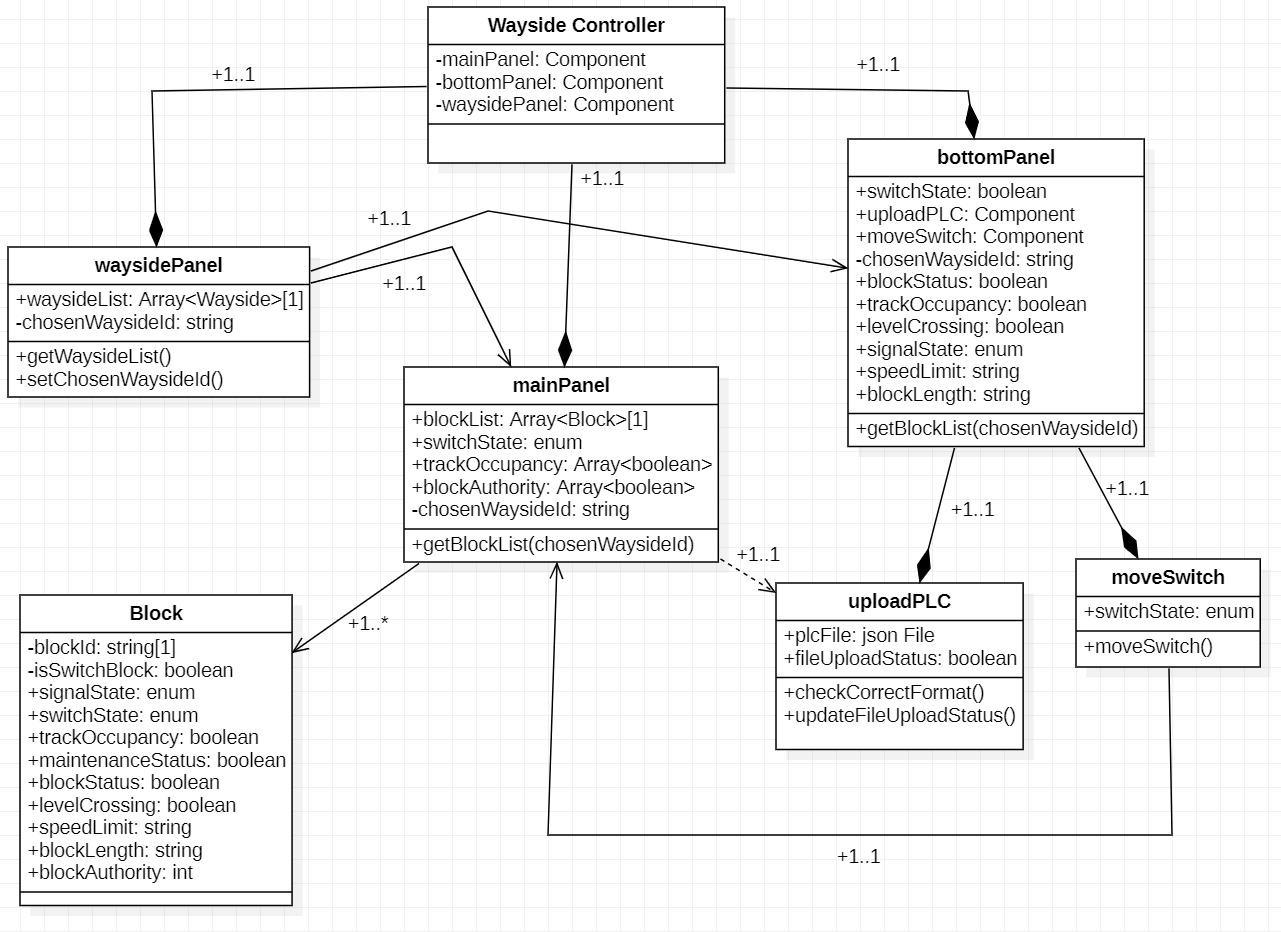 Wayside Controller
-mainPanel: Component
-bottomPanel: Component
-waysidePanel: Component
+1..1
+1..1
+1..1
bottomPanel
+switchState: boolean
+uploadPLC: Component
+moveSwitch: Component
-chosenWaysideId: string
+blockStatus: boolean
+trackOccupancy: boolean
+levelCrossing: boolean
+signalState: enum
+speedLimit: string
+blockLength: string
+getBlockList(chosenWaysideId)
+1..1
+1..1
waysidePanel
+waysideList: Array<Wayside>[1]
-chosenWaysideId: string
+getWaysideList()
+setChosenWaysideId()
mainPanel
+blockList: Array<Block>[1]
+switchState: enum
+trackOccupancy: Array<boolean>
+blockAuthority: Array<boolean>
-chosenWaysideId: string
+getBlockList(chosenWaysideId)
+1..1
+1..1
+1..1
+1..*
moveSwitch
+switchState: enum
+moveSwitch()
uploadPLC
+plcFile: json File
+fileUploadStatus: boolean
+checkCorrectFormat()
+updateFileUploadStatus()
Block
-blockId: string[1]
-isSwitchBlock: boolean
+signalState: enum
+switchState: enum
+trackOccupancy: boolean
+maintenanceStatus: boolean
+blockStatus: boolean
+levelCrossing: boolean
+speedLimit: string
+blockLength: string
+blockAuthority: int
+1..1